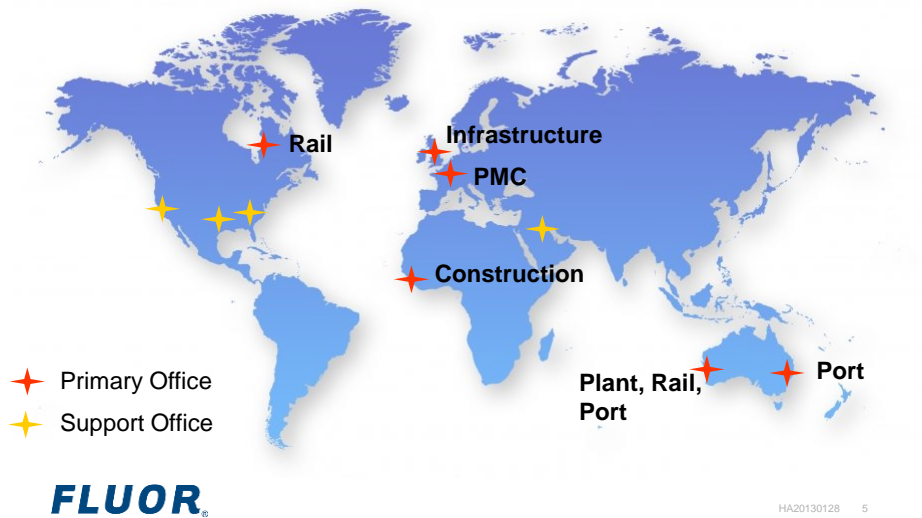 Rail
Infrastructure
PMC
Construction
Plant, Rail,
Port
Port
Primary Office
Support Office
FLUOR®
HA20130128 5